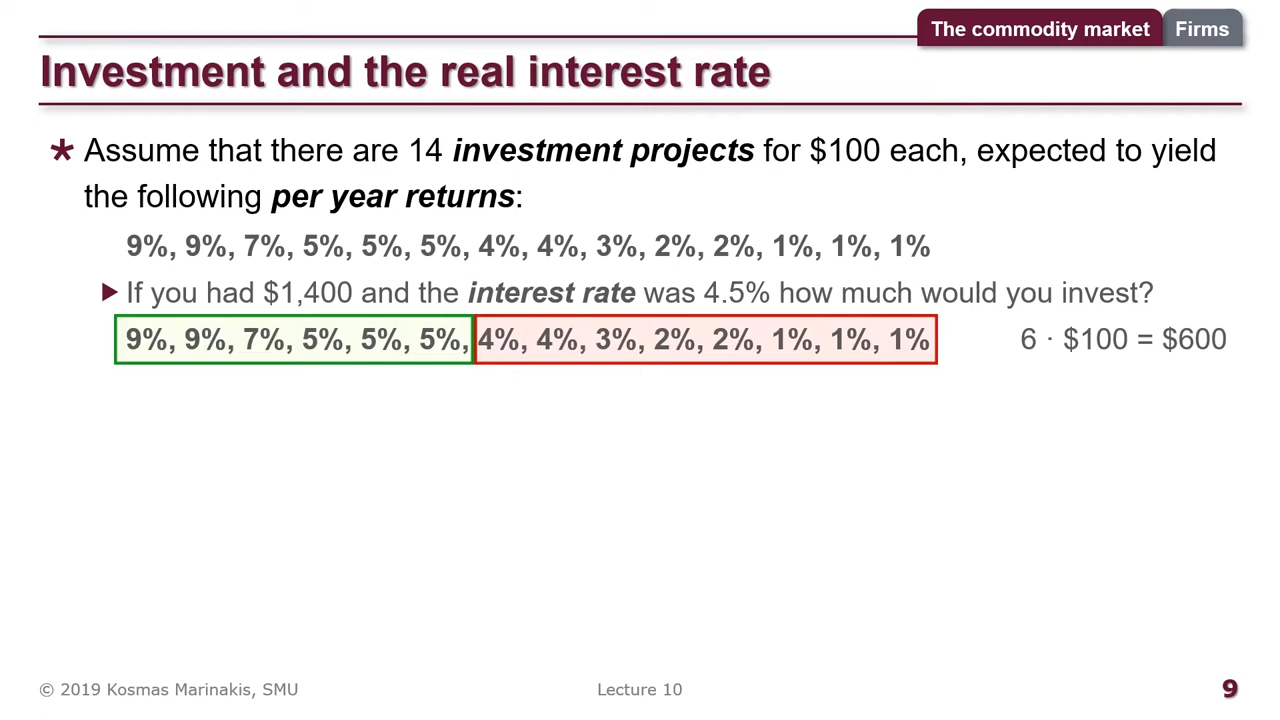 The commodity market Firms
Investment and the real interest rate
* Assume that there are 14 investment projects for $100 each, expected to yield
the following per year returns:
9%, 9%, 7%, 5%, 5%, 5%, 4%, 4%, 3%, 2%, 2%, 1%, 1%, 1%
If you had $1,400 and the interest rate was 4.5% how much would you invest?
9%, 9%, 7%, 5%, 5%, 5%, 4%, 4%, 3%, 2%, 2%, 1%, 1%, 1% 6 · $100 = $600
© 2019 Kosmas Marinakis, SMU Lecture 10 9